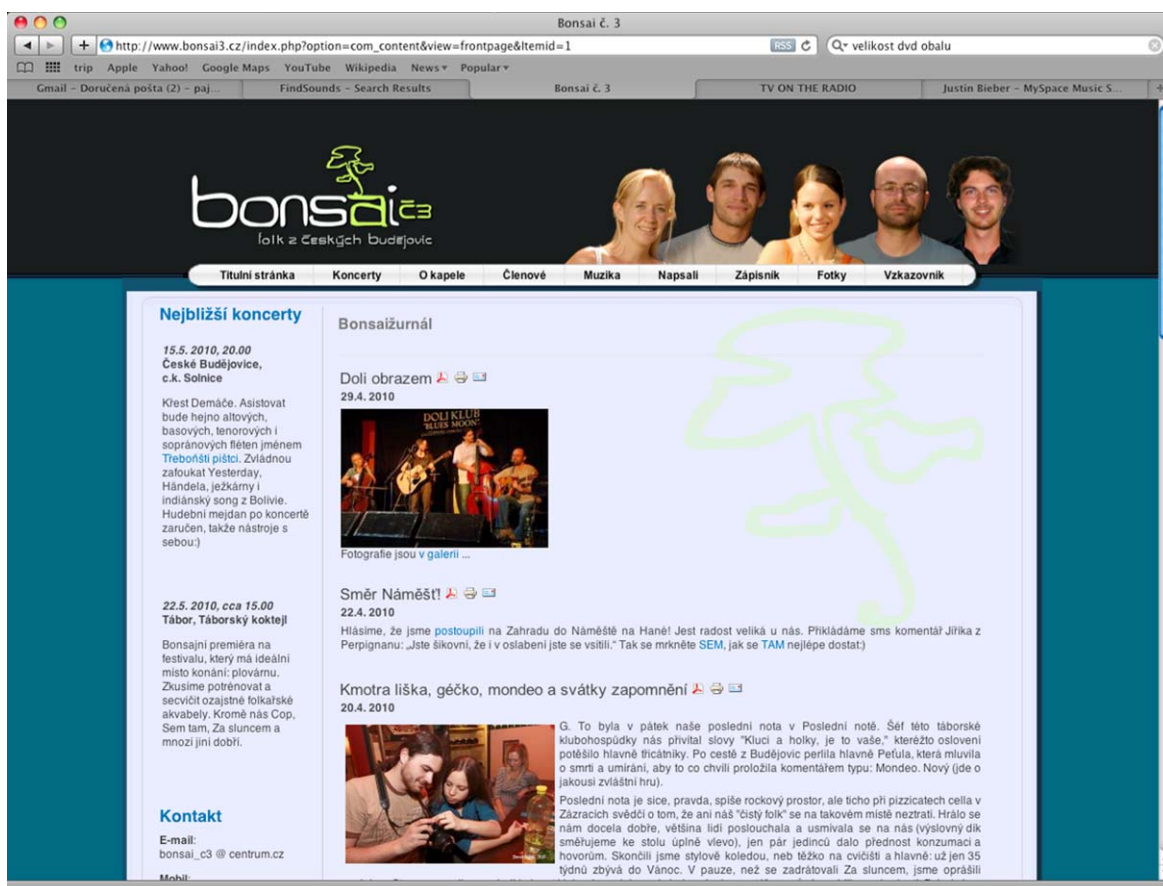 Bonsai č. 3
http://www.bonsai3.cz/index.php?option=com_content&view=frontpage&Itemid=1
RSS
velikost dvd obalu
trip Apple Yahoo! Google Maps YouTube Wikipedia News Popular
Gmail – Doručená pošta (2) – paj...
FindSounds – Search Results
Bonsai č. 3
TV ON THE RADIO
Justin Bieber – MySpace Music S...
bonsai č3
folk z českých budějovic
Titulní stránka Koncerty O kapele Členové Muzika Napsali Zápisník Fotky Vzkazovník
Nejbližší koncerty
15.5. 2010, 20.00
České Budějovice,
c.k. Solnice
Křest Demáče. Asistovat
bude hejno altových,
basových, tenorových i
sopránových fléten jménem
Třeboňští pištci. Zvládnou
zafoukat Yesterday,
Händela, ježkárny i
indiánský song z Bolívie.
Hudební mejdan po koncertě
zaručen, takže nástroje s
sebou:)
22.5. 2010, cca 15.00
Tábor, Táborský koktejl
Bonsajní premiéra na
festivalu, který má ideální
místo konání: plovárnu.
Zkusíme potrénovat a
secvičit ozajstné folkařské
akvabely. Kromě nás Cop,
Sem tam, Za sluncem a
mnozí jiní dobří.
Kontakt
E-mail:
bonsai_c3 @ centrum.cz
Mobil:
Bonsaižurnál
Doli obrazem
29.4. 2010
DOLI KLUB
"BLUES MOON"
Fotografie jsou v galerii ...
Směr Náměšť!
22.4. 2010
Hlásíme, že jsme postoupili na Zahradu do Náměště na Hané! Jest radost veliká u nás. Přikládáme sms komentář Jiříka z
Perpignanu: „Jste šikovní, že i v oslabení jste se vsítili.“ Tak se mrkněte SEM, jak se TAM nejlépe dostat:)
Kmotra liška, géčko, mondeo a svátky zapomnění
20.4. 2010
G. To byla v pátek naše poslední nota v Poslední notě. Šéf této táborské
klubohospůdky nás přivítal slovy "Kluci a holky, je to vaše," kteréžto oslovení
potěšilo hlavně třicátníky. Po cestě z Budějovic perlila hlavně Peťula, která mluvila
o smrti a umírání, aby to co chvíli proložila komentářem typu: Mondeo. Nový (jde o
jakousi zvláštní hru).
Poslední nota je sice, pravda, spíše rockový prostor, ale ticho při pizzicatech cella v
Zázracích svědčí o tom, že ani náš "čistý folk" se na takovém místě neztratí. Hrálo se
nám docela dobře, většina lidí poslouchala a usmívala se na nás (výslovný dík
směřujeme ke stolu úplně vlevo), jen pár jedinců dalo přednost konzumaci a
hovorům. Skončili jsme stylově koledou, neb těžko na cvičišti a hlavně: už jen 35
týdnů zbývá do Vánoc. V pauze, než se zadrátovali Za sluncem, jsme oprášili